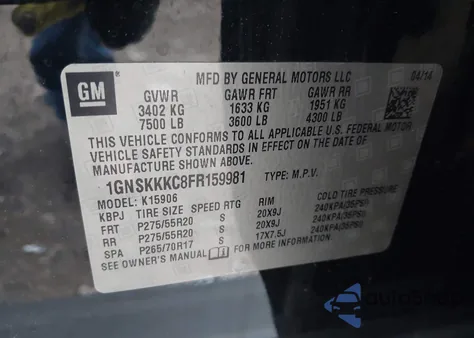 GM
MFD BY GENERAL MOTORS LLC 04/14
GVWR GAWR FRT GAWR RR
3402 KG 1633 KG 1951 KG
7500 LB 3600 LB 4300 LB
THIS VEHICLE CONFORMS TO ALL APPLICABLE U.S. FEDERAL MOTOR
VEHICLE SAFETY, BUMPER, AND THEFT PREVENTION STANDARDS
IN EFFECT ON THE DATE OF MANUFACTURE
SHOWN ABOVE.
1GNSKKKC8FR159981 TYPE: M.P.V.
MODEL: K15906
KBPJ TIRE SIZE SPEED RTG RIM COLD TIRE PRESSURE
FRT P275/55R20 S 20X9J 240KPA(35PSI)
RR P275/55R20 S 20X9J 240KPA(35PSI)
SPA P265/70R17 S 17X7.5J 240KPA(35PSI)
SEE OWNER'S MANUAL